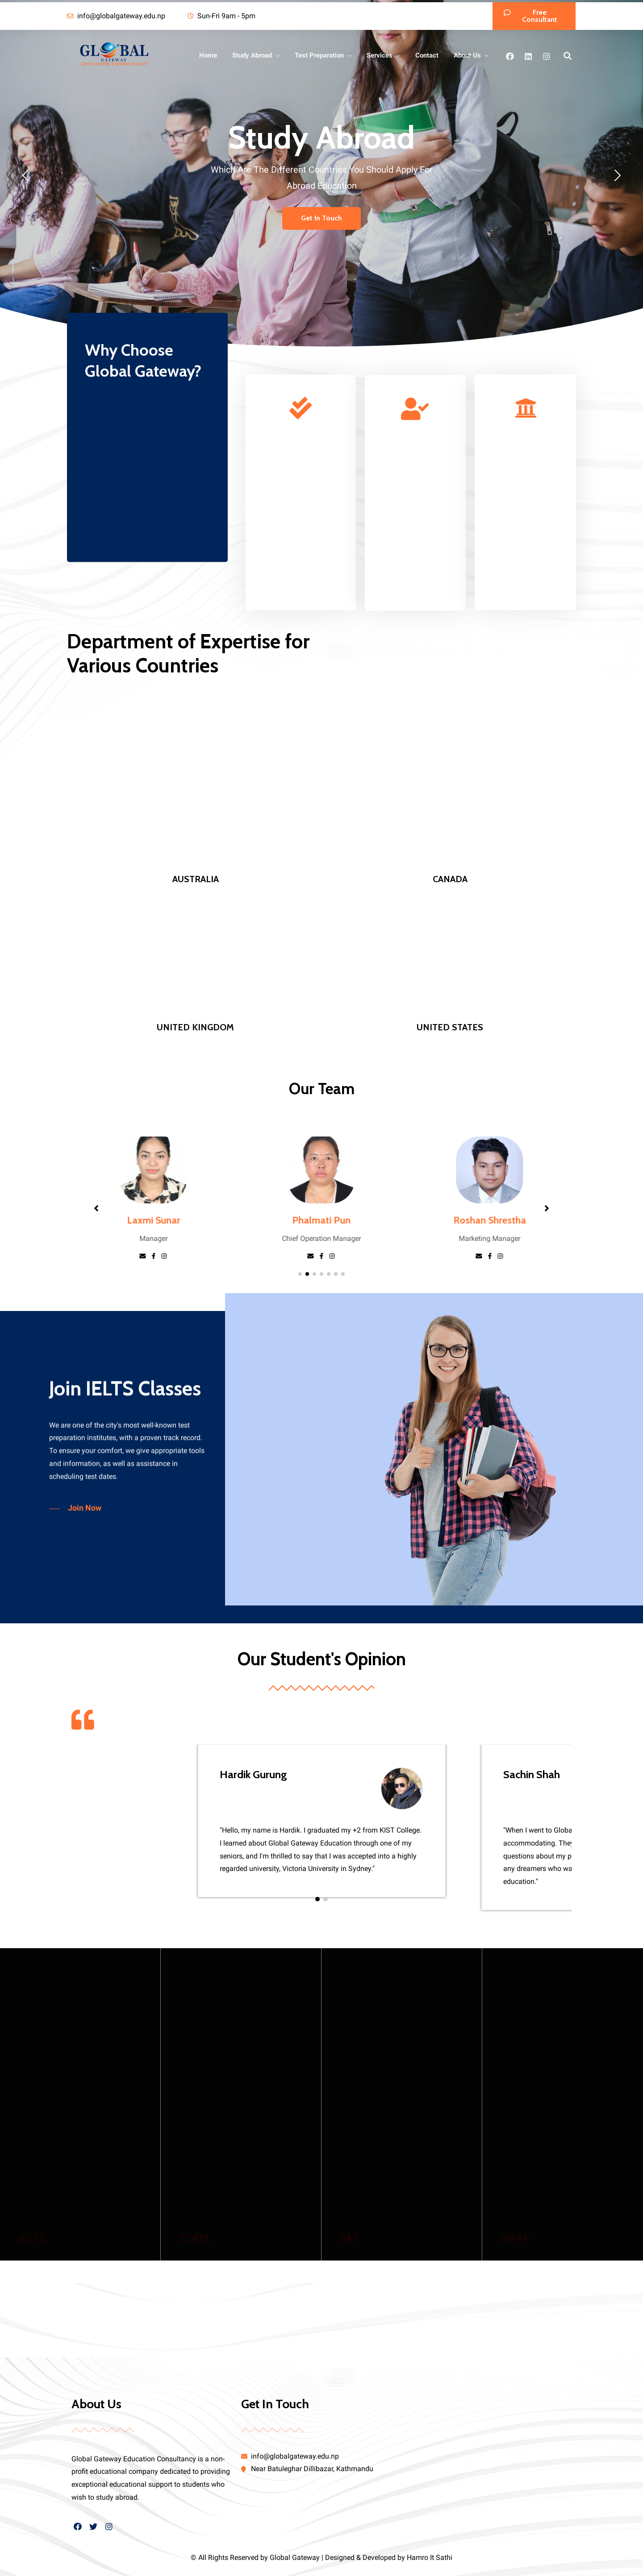 info@globalgateway.edu.np
Sun-Fri 9am - 5pm
Free Consultant
GLOBAL
GATEWAY
Home
Study Abroad
Test Preparation
Services
Contact
About Us
Study Abroad
Which Are The Different Countries You Should Apply For
Abroad Education
Get in Touch
Why Choose
Global Gateway?
Department of Expertise for
Various Countries
AUSTRALIA
CANADA
UNITED KINGDOM
UNITED STATES
Our Team
Laxmi Sunar
Manager
Phalmati Pun
Chief Operation Manager
Roshan Shrestha
Marketing Manager
Join IELTS Classes
We are one of the city's most well-known test
preparation institutes, with a proven track record.
To ensure your comfort, we give appropriate tools
and information, as well as assistance in
scheduling test dates.
Join Now
Our Student's Opinion
Hardik Gurung
"Hello, my name is Hardik. I graduated my +2 from KIST College.
I learned about Global Gateway Education through one of my
seniors, and I'm thrilled to say that I was accepted into a highly
regarded university, Victoria University in Sydney."
Sachin Shah
"When I went to Globa
accommodating. The
questions about my p
any dreamers who wa
education."
IELTS
TOEFL
SAT
GMAT
About Us
Global Gateway Education Consultancy is a non-
profit educational company dedicated to providing
exceptional educational support to students who
wish to study abroad.
Get In Touch
info@globalgateway.edu.np
Near Batuleghar Dillibazar, Kathmandu
© All Rights Reserved by Global Gateway | Designed & Developed by Hamro It Sathi